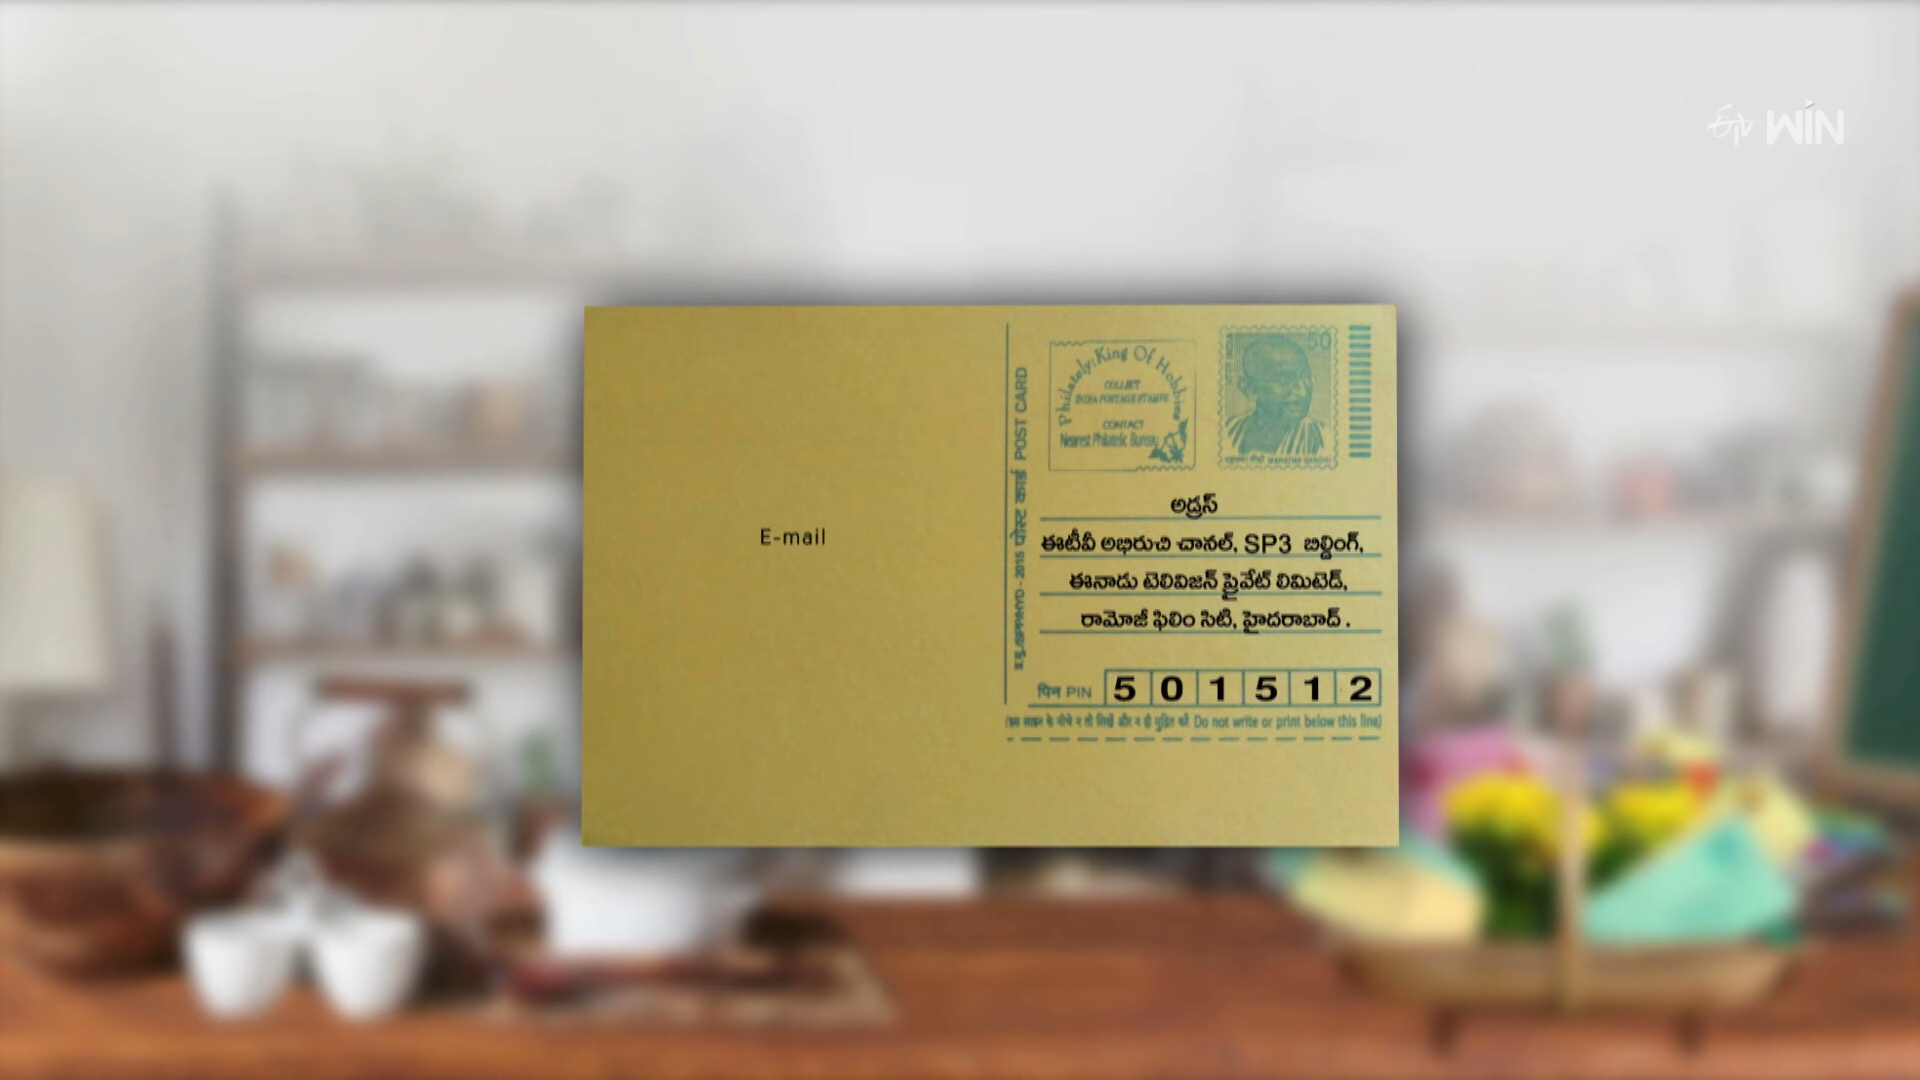 ఈtv WIN
E-mail
पोस्ट कार्ड POST CARD
Philately: King Of Hobbies
COLLECT
INDIA POSTAGE STAMPS
CONTACT
Nearest Philatelic Bureau
50
MAHATMA GANDHI
అడ్రస్
ఈటీవీ అభిరుచి చానల్, SP3 బిల్డింగ్,
ఈనాడు టెలివిజన్ ప్రైవేట్ లిమిటెడ్,
రామోజీ ఫిలిం సిటీ, హైదరాబాద్ .
पिन PIN 5 0 1 5 1 2
Do not write or print below this line)